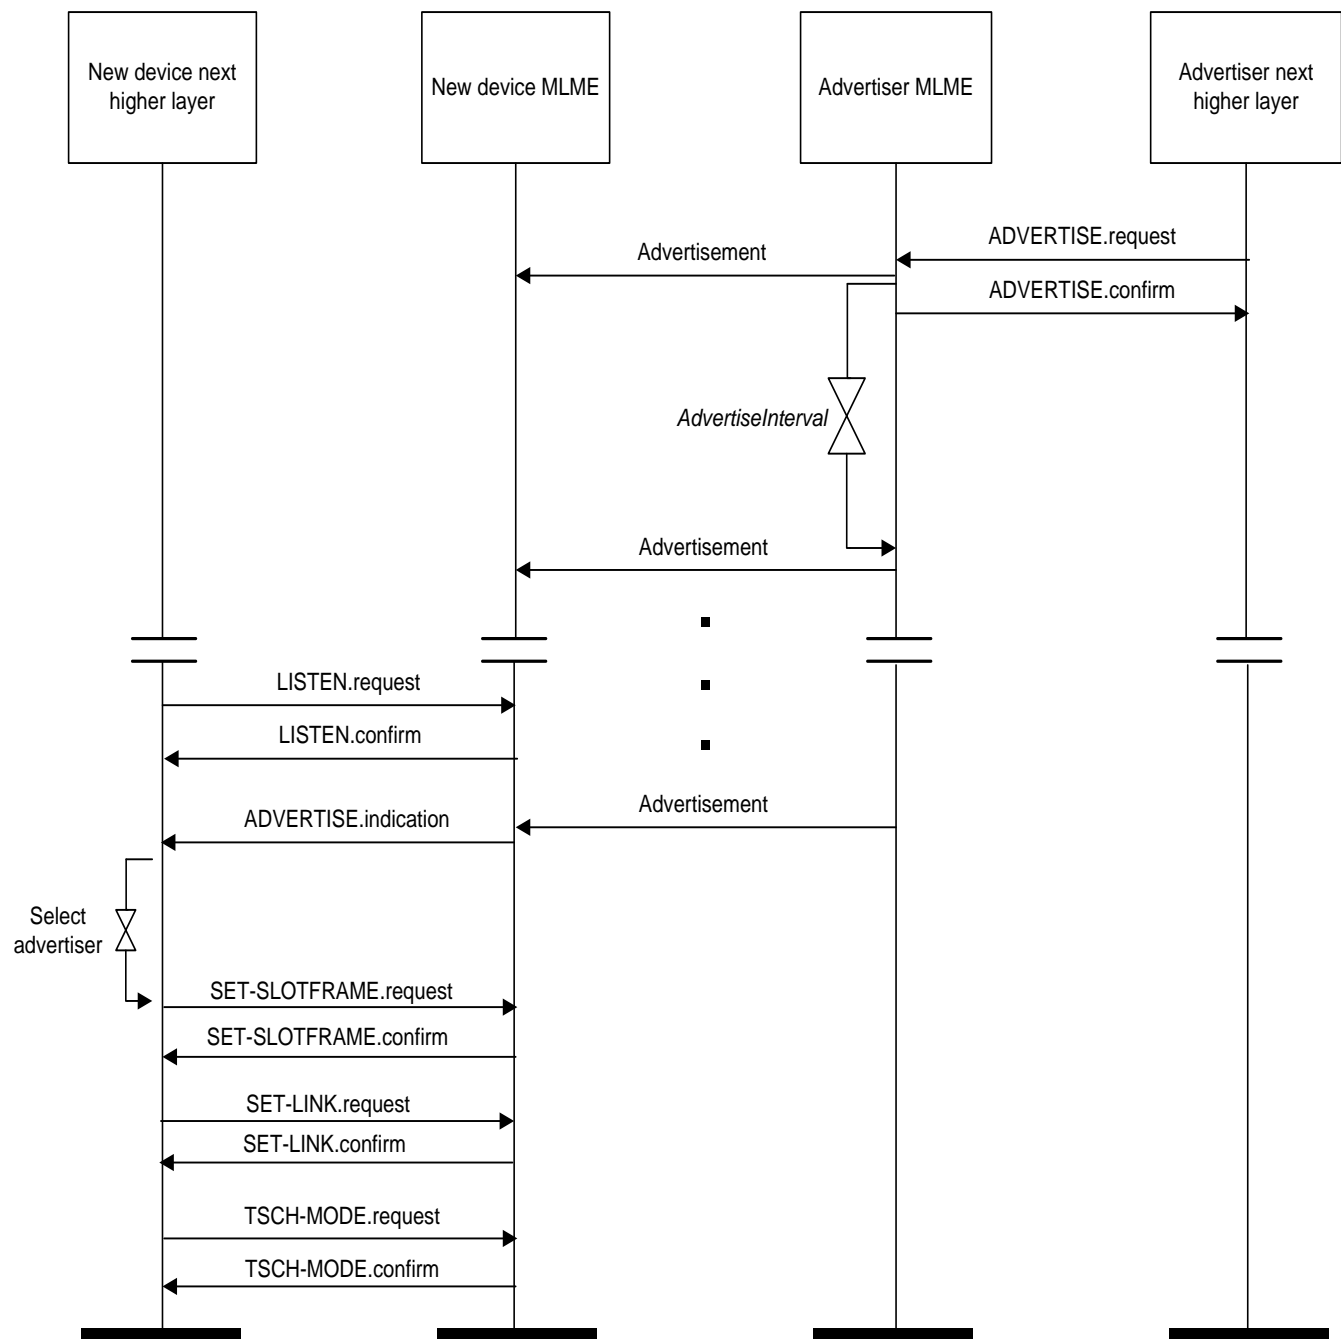 New device next
higher layer
New device MLME
Advertiser MLME
Advertiser next
higher layer
ADVERTISE.request
Advertisement
ADVERTISE.confirm
AdvertiseInterval
Advertisement
LISTEN.request
LISTEN.confirm
Advertisement
ADVERTISE.indication
Select
advertiser
SET-SLOTFRAME.request
SET-SLOTFRAME.confirm
SET-LINK.request
SET-LINK.confirm
TSCH-MODE.request
TSCH-MODE.confirm